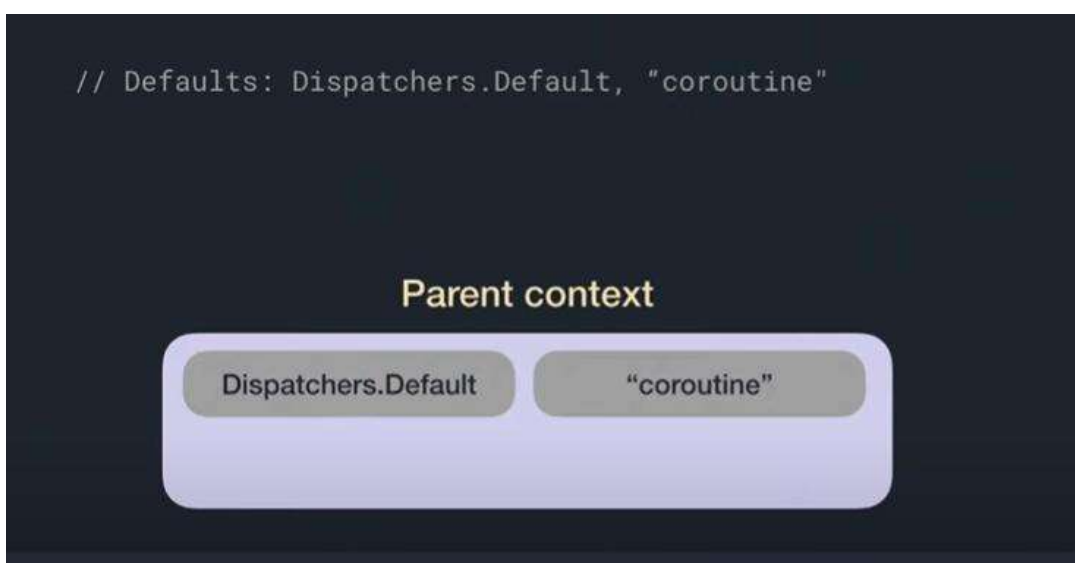 // Defaults: Dispatchers.Default, "coroutine"
Parent context
Dispatchers.Default “coroutine”